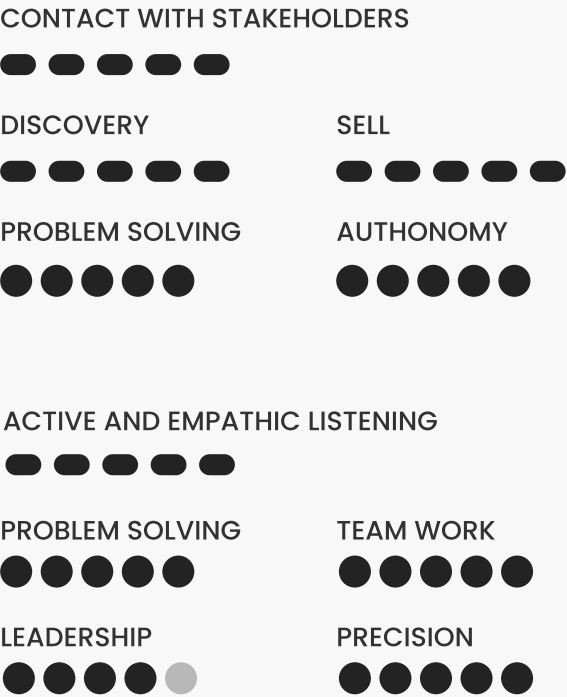 CONTACT WITH STAKEHOLDERS
DISCOVERY
SELL
PROBLEM SOLVING
AUTHONOMY
ACTIVE AND EMPATHIC LISTENING
PROBLEM SOLVING
TEAM WORK
LEADERSHIP
PRECISION